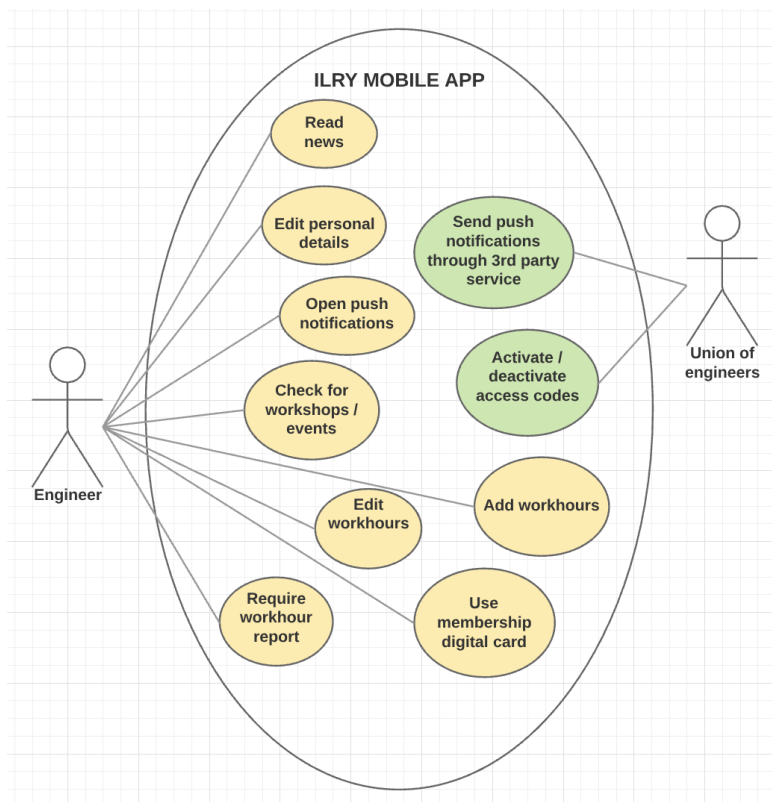 ILRY MOBILE APP
Read
news
Edit personal
details
Send push
notifications
through 3rd party
service
Open push
notifications
Union of
engineers
Activate /
deactivate
access codes
Check for
workshops /
events
Engineer
Edit
workhours
Add workhours
Require
workhour
report
Use
membership
digital card